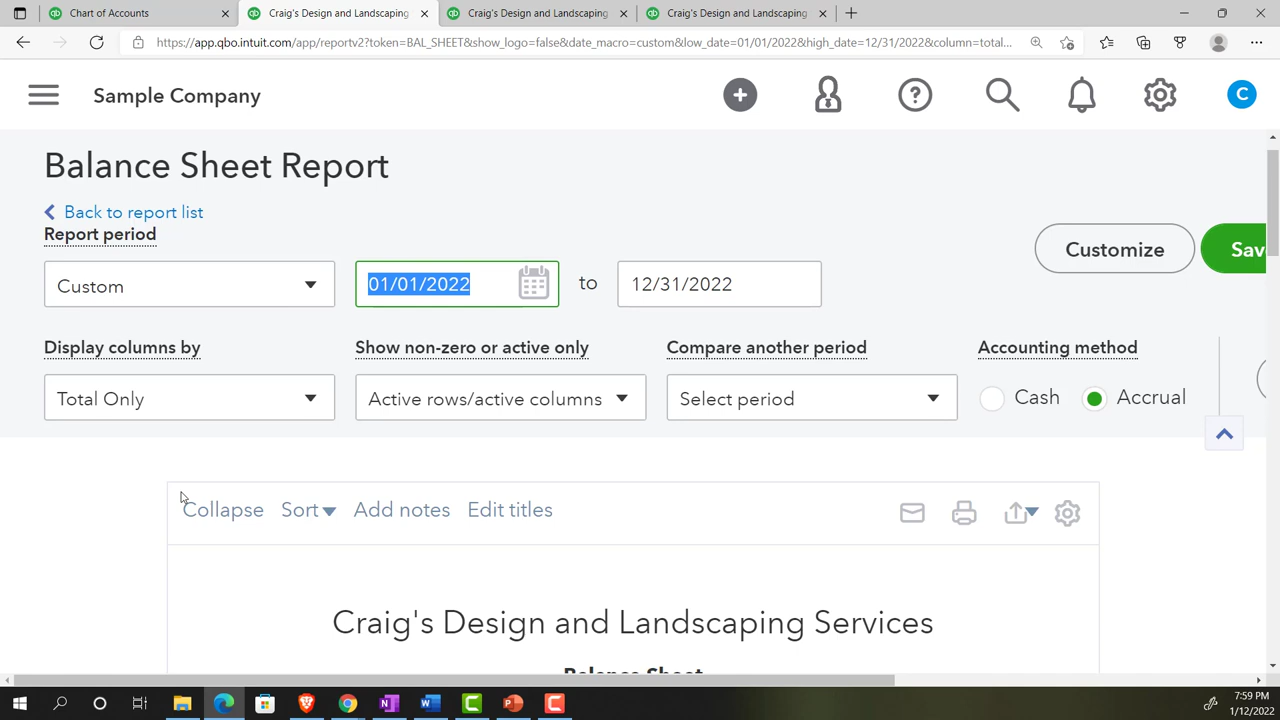 Chart of Accounts
Craig's Design and Landscaping
Craig's Design and Landscaping
Craig's Design and Landscaping
https://app.qbo.intuit.com/app/reportv2?token=BAL_SHEET&show_logo=false&date_macro=custom&low_date=01/01/2022&high_date=12/31/2022&column=total...
Sample Company
C
Balance Sheet Report
Back to report list
Report period
Customize
Sav
Custom
01/01/2022
to
12/31/2022
Display columns by
Show non-zero or active only
Compare another period
Accounting method
Total Only
Active rows/active columns
Select period
Cash
Accrual
Collapse
Sort
Add notes
Edit titles
Craig's Design and Landscaping Services
Balance Sheet
7:59 PM
1/12/2022